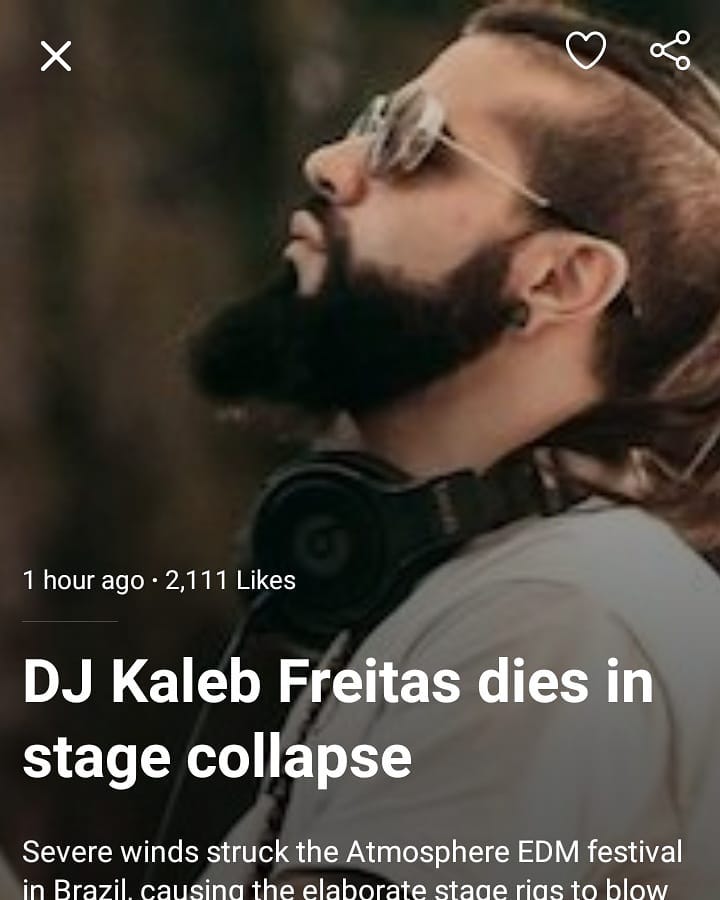 1 hour ago · 2,111 Likes
DJ Kaleb Freitas dies in
stage collapse
Severe winds struck the Atmosphere EDM festival
in Brazil, causing the elaborate stage rigs to blow